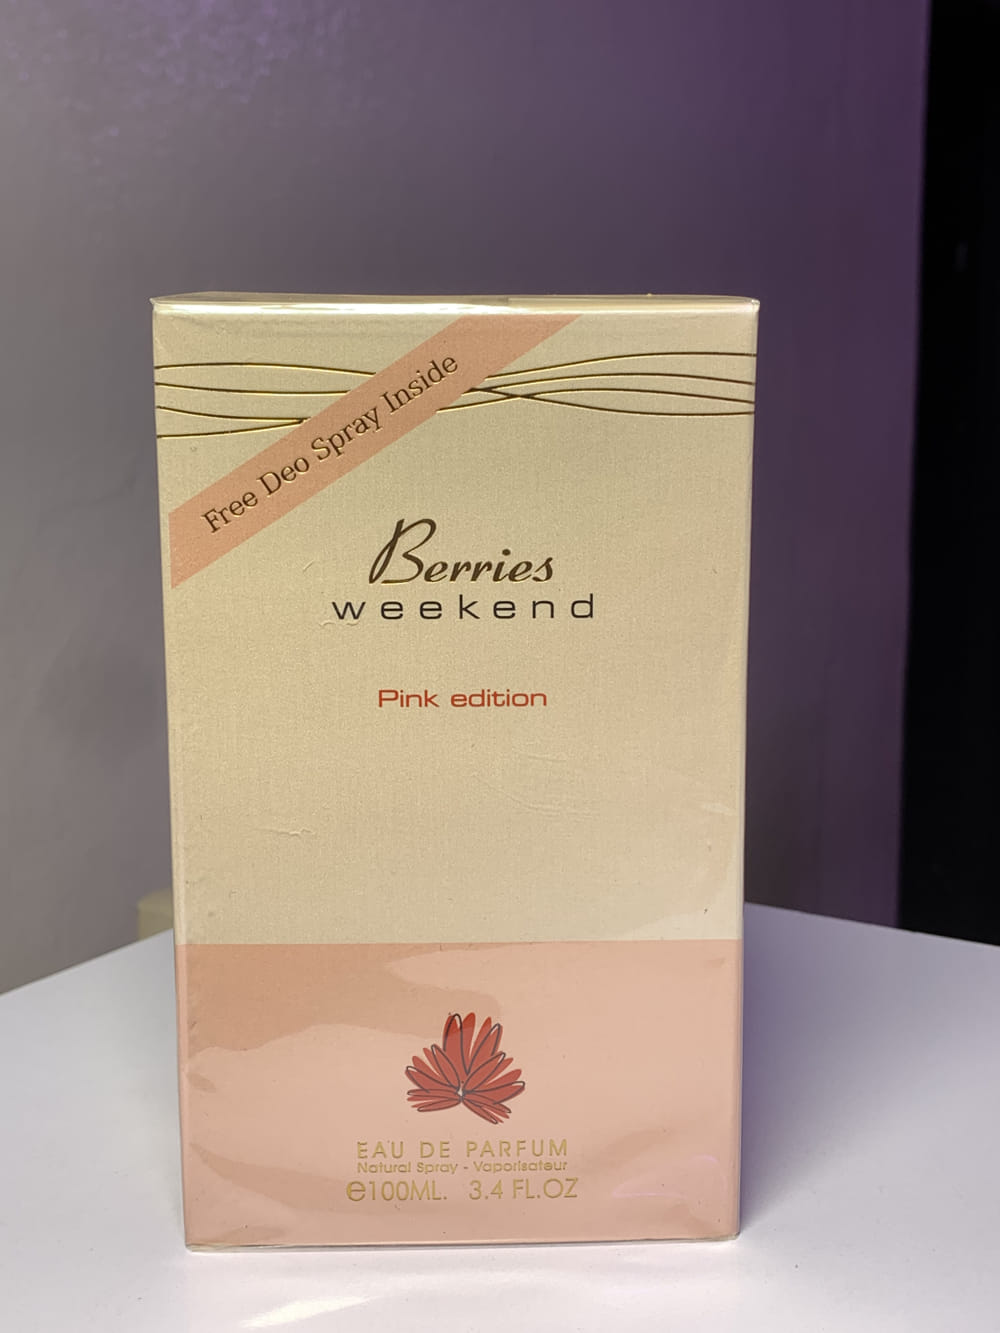 Free Deo Spray Inside
Berries
weekend
Pink edition
EAU DE PARFUM
Natural Spray - Vaporisateur
℮100ML. 3.4 FL.OZ